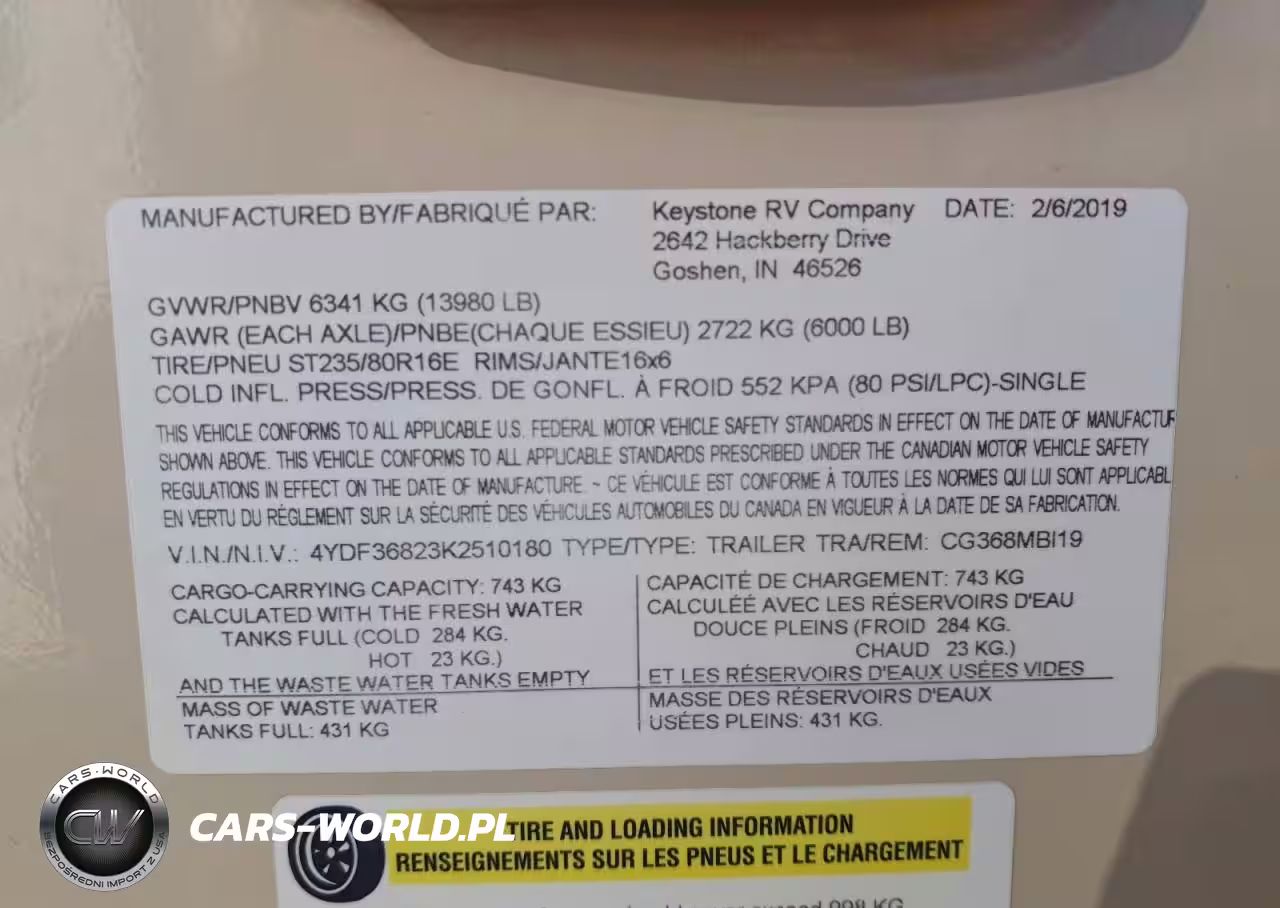 MANUFACTURED BY/FABRIQUÉ PAR: Keystone RV Company DATE: 2/6/2019
2642 Hackberry Drive
Goshen, IN 46526
GVWR/PNBV 6341 KG (13980 LB)
GAWR (EACH AXLE)/PNBE(CHAQUE ESSIEU) 2722 KG (6000 LB)
TIRE/PNEU ST235/80R16E RIMS/JANTE16x6
COLD INFL. PRESS/PRESS. DE GONFL. À FROID 552 KPA (80 PSI/LPC)-SINGLE
THIS VEHICLE CONFORMS TO ALL APPLICABLE U.S. FEDERAL MOTOR VEHICLE SAFETY STANDARDS IN EFFECT ON THE DATE OF MANUFACTUR
SHOWN ABOVE. THIS VEHICLE CONFORMS TO ALL APPLICABLE STANDARDS PRESCRIBED UNDER THE CANADIAN MOTOR VEHICLE SAFETY
REGULATIONS IN EFFECT ON THE DATE OF MANUFACTURE. ~ CE VÉHICULE EST CONFORME À TOUTES LES NORMES QUI LUI SONT APPLICABL
EN VERTU DU RÈGLEMENT SUR LA SÉCURITÉ DES VÉHICULES AUTOMOBILES DU CANADA EN VIGUEUR À LA DATE DE SA FABRICATION.
V.I.N./N.I.V.: 4YDF36823K2510180 TYPE/TYPE: TRAILER TRA/REM: CG368MBI19
CARGO-CARRYING CAPACITY: 743 KG
CALCULATED WITH THE FRESH WATER
TANKS FULL (COLD 284 KG.
HOT 23 KG.)
AND THE WASTE WATER TANKS EMPTY
MASS OF WASTE WATER
TANKS FULL: 431 KG
CAPACITÉ DE CHARGEMENT: 743 KG
CALCULÉE AVEC LES RÉSERVOIRS D'EAU
DOUCE PLEINS (FROID 284 KG.
CHAUD 23 KG.)
ET LES RÉSERVOIRS D'EAUX USÉES VIDES
MASSE DES RÉSERVOIRS D'EAUX
USÉES PLEINS: 431 KG.
TIRE AND LOADING INFORMATION
RENSEIGNEMENTS SUR LES PNEUS ET LE CHARGEMENT
998 KG
CARS-WORLD
CW
BEZPOŚREDNI IMPORT Z USA
CARS-WORLD.PL